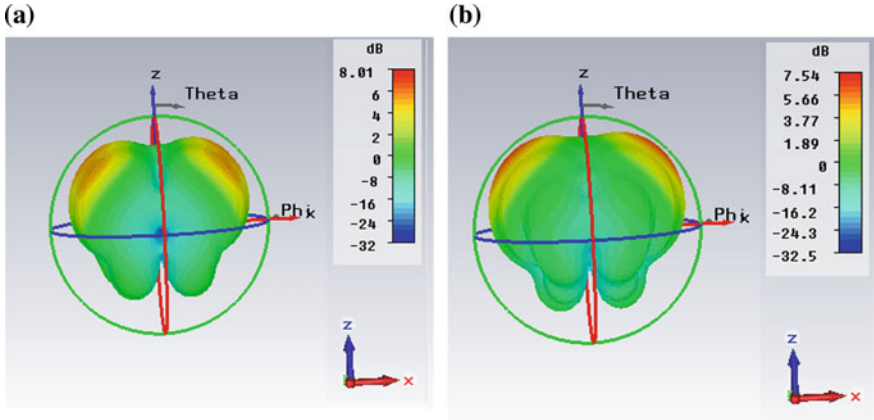 (a)
dB
8.01
6
4
2
0
-8
-16
-24
-32
z
Theta
Phi
x
z
x
(b)
dB
7.54
5.66
3.77
1.89
0
-8.11
-16.2
-24.3
-32.5
z
Theta
Phi
x
z
x